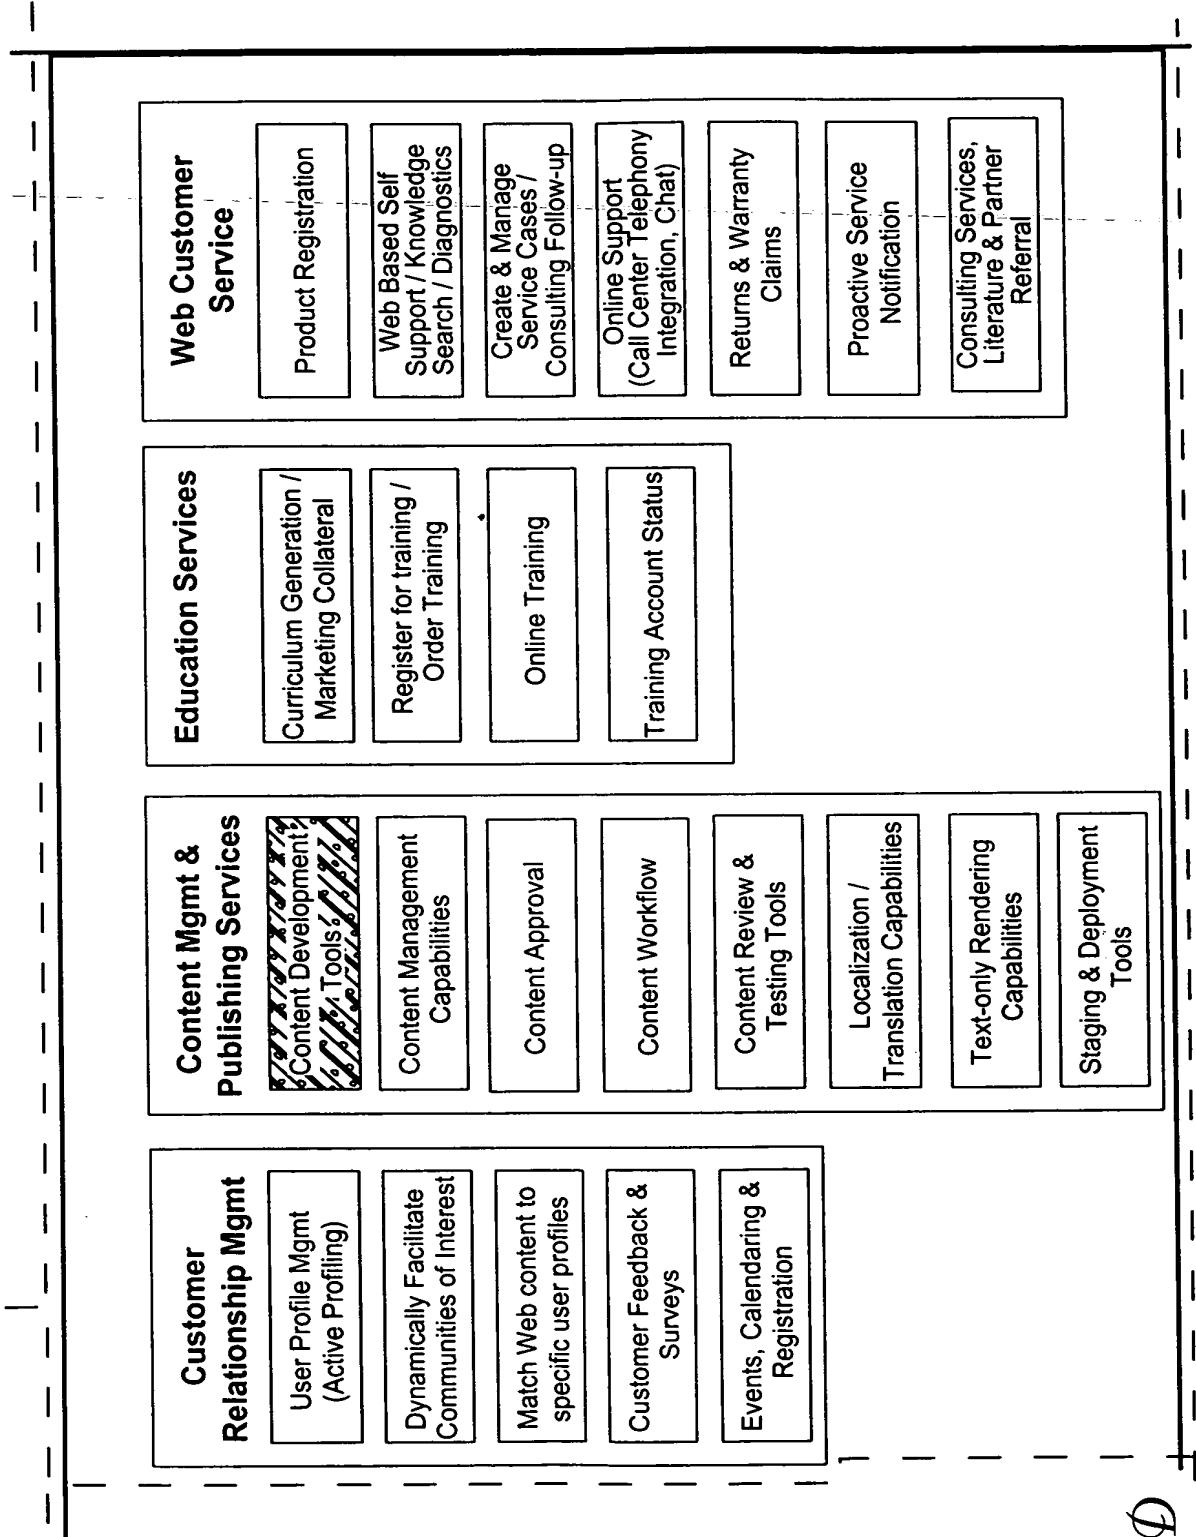 Customer
Relationship Mgmt
User Profile Mgmt
(Active Profiling)
Dynamically Facilitate
Communities of Interest
Match Web content to
specific user profiles
Customer Feedback &
Surveys
Events, Calendaring &
Registration
Content Mgmt &
Publishing Services
Content Development
Tools
Content Management
Capabilities
Content Approval
Content Workflow
Content Review &
Testing Tools
Localization /
Translation Capabilities
Text-only Rendering
Capabilities
Staging & Deployment
Tools
Education Services
Curriculum Generation /
Marketing Collateral
Register for training /
Order Training
Online Training
Training Account Status
Web Customer
Service
Product Registration
Web Based Self
Support / Knowledge
Search / Diagnostics
Create & Manage
Service Cases /
Consulting Follow-up
Online Support
(Call Center Telephony
Integration, Chat)
Returns & Warranty
Claims
Proactive Service
Notification
Consulting Services,
Literature & Partner
Referral
D